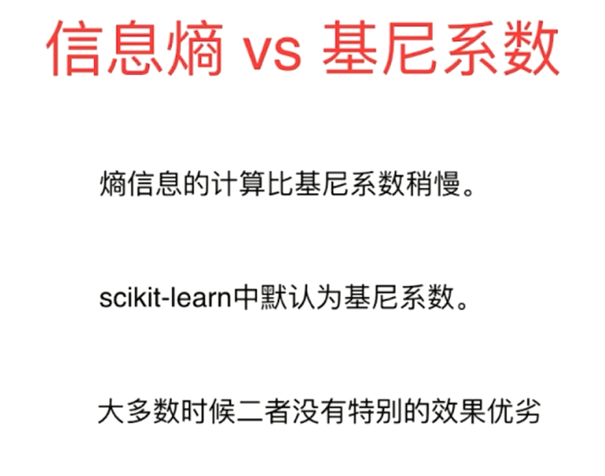 信息熵 vs 基尼系数
熵信息的计算比基尼系数稍慢。
scikit-learn中默认为基尼系数。
大多数时候二者没有特别的效果优劣